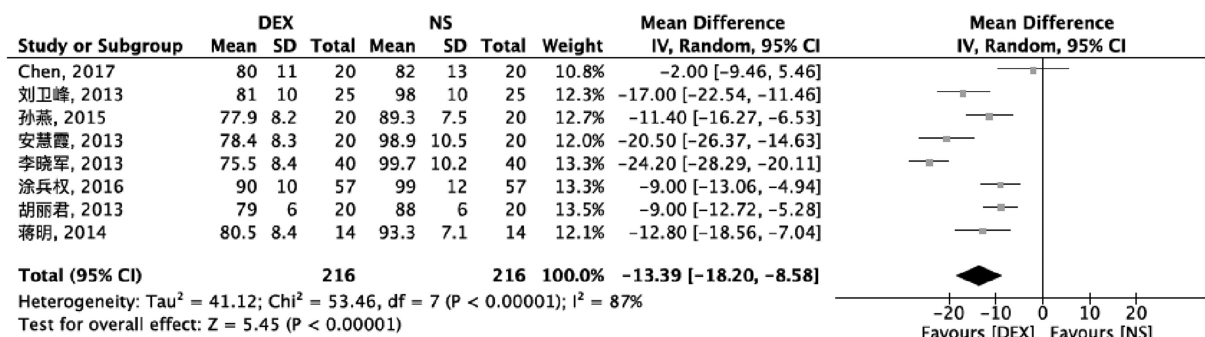 DEX NS Mean Difference Mean Difference
Study or Subgroup Mean SD Total Mean SD Total Weight IV, Random, 95% CI IV, Random, 95% CI
Chen, 2017 80 11 20 82 13 20 10.8% -2.00 [-9.46, 5.46]
刘卫峰, 2013 81 10 25 98 10 25 12.3% -17.00 [-22.54, -11.46]
孙燕, 2015 77.9 8.2 20 89.3 7.5 20 12.7% -11.40 [-16.27, -6.53]
安慧霞, 2013 78.4 8.3 20 98.9 10.5 20 12.0% -20.50 [-26.37, -14.63]
李晓军, 2013 75.5 8.4 40 99.7 10.2 40 13.3% -24.20 [-28.29, -20.11]
涂兵权, 2016 90 10 57 99 12 57 13.3% -9.00 [-13.06, -4.94]
胡丽君, 2013 79 6 20 88 6 20 13.5% -9.00 [-12.72, -5.28]
蒋明, 2014 80.5 8.4 14 93.3 7.1 14 12.1% -12.80 [-18.56, -7.04]
Total (95% CI) 216 216 100.0% -13.39 [-18.20, -8.58]
Heterogeneity: Tau² = 41.12; Chi² = 53.46, df = 7 (P < 0.00001); I² = 87%
Test for overall effect: Z = 5.45 (P < 0.00001)
-20 -10 0 10 20
Favours [DEX] Favours [NS]